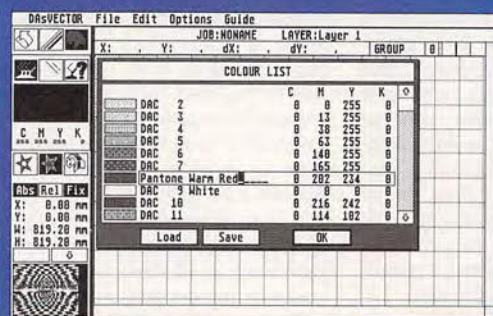 DAsVECTOR File Edit Options Guide
JOB:NONAME LAYER:Layer 1
X: . Y: . dX: . dY: . GROUP 0
COLOUR LIST
C M Y K
DAC 2 0 0 255 0
DAC 3 0 13 255 0
DAC 4 0 38 255 0
DAC 5 0 63 255 0
DAC 6 0 140 255 0
DAC 7 0 165 255 0
Pantone Warm Red____ 0 202 234 0
DAC 9 White 0 0 0 0
DAC 10 0 216 242 0
DAC 11 0 114 102 0
Load Save OK
C M Y K
255 255 255
Abs Rel Fix
X: 0.00 mm
Y: 0.00 mm
W: 819.20 mm
H: 819.20 mm